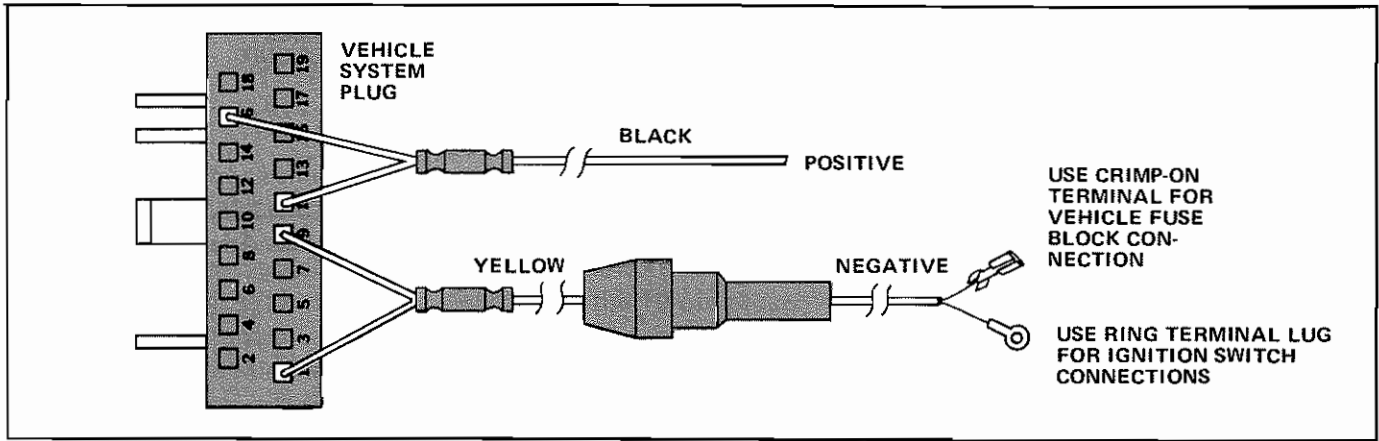 VEHICLE
SYSTEM
PLUG
19
18
17
14
13
12
10
8
7
6
5
4
3
2
1
BLACK
POSITIVE
YELLOW
NEGATIVE
USE CRIMP-ON
TERMINAL FOR
VEHICLE FUSE
BLOCK CON-
NECTION
USE RING TERMINAL LUG
FOR IGNITION SWITCH
CONNECTIONS